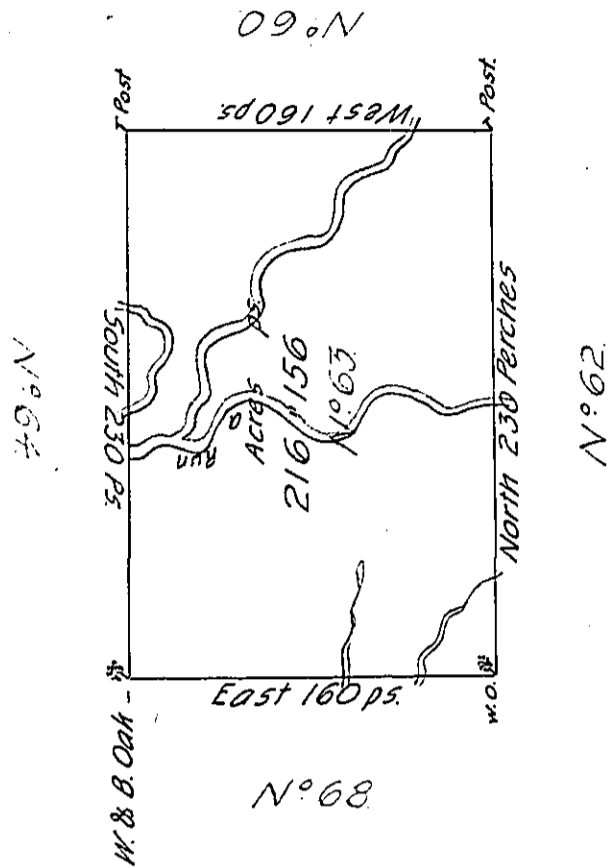 Nº 60
Post
West 160 ps.
Post.
Nº 64
South 230 Ps.
Run
a
Acres ps.
216 " 156
Nº 63.
North 230 Perches
Nº 62.
W. & B. Oak
East 160 ps.
W.O.
Nº 68